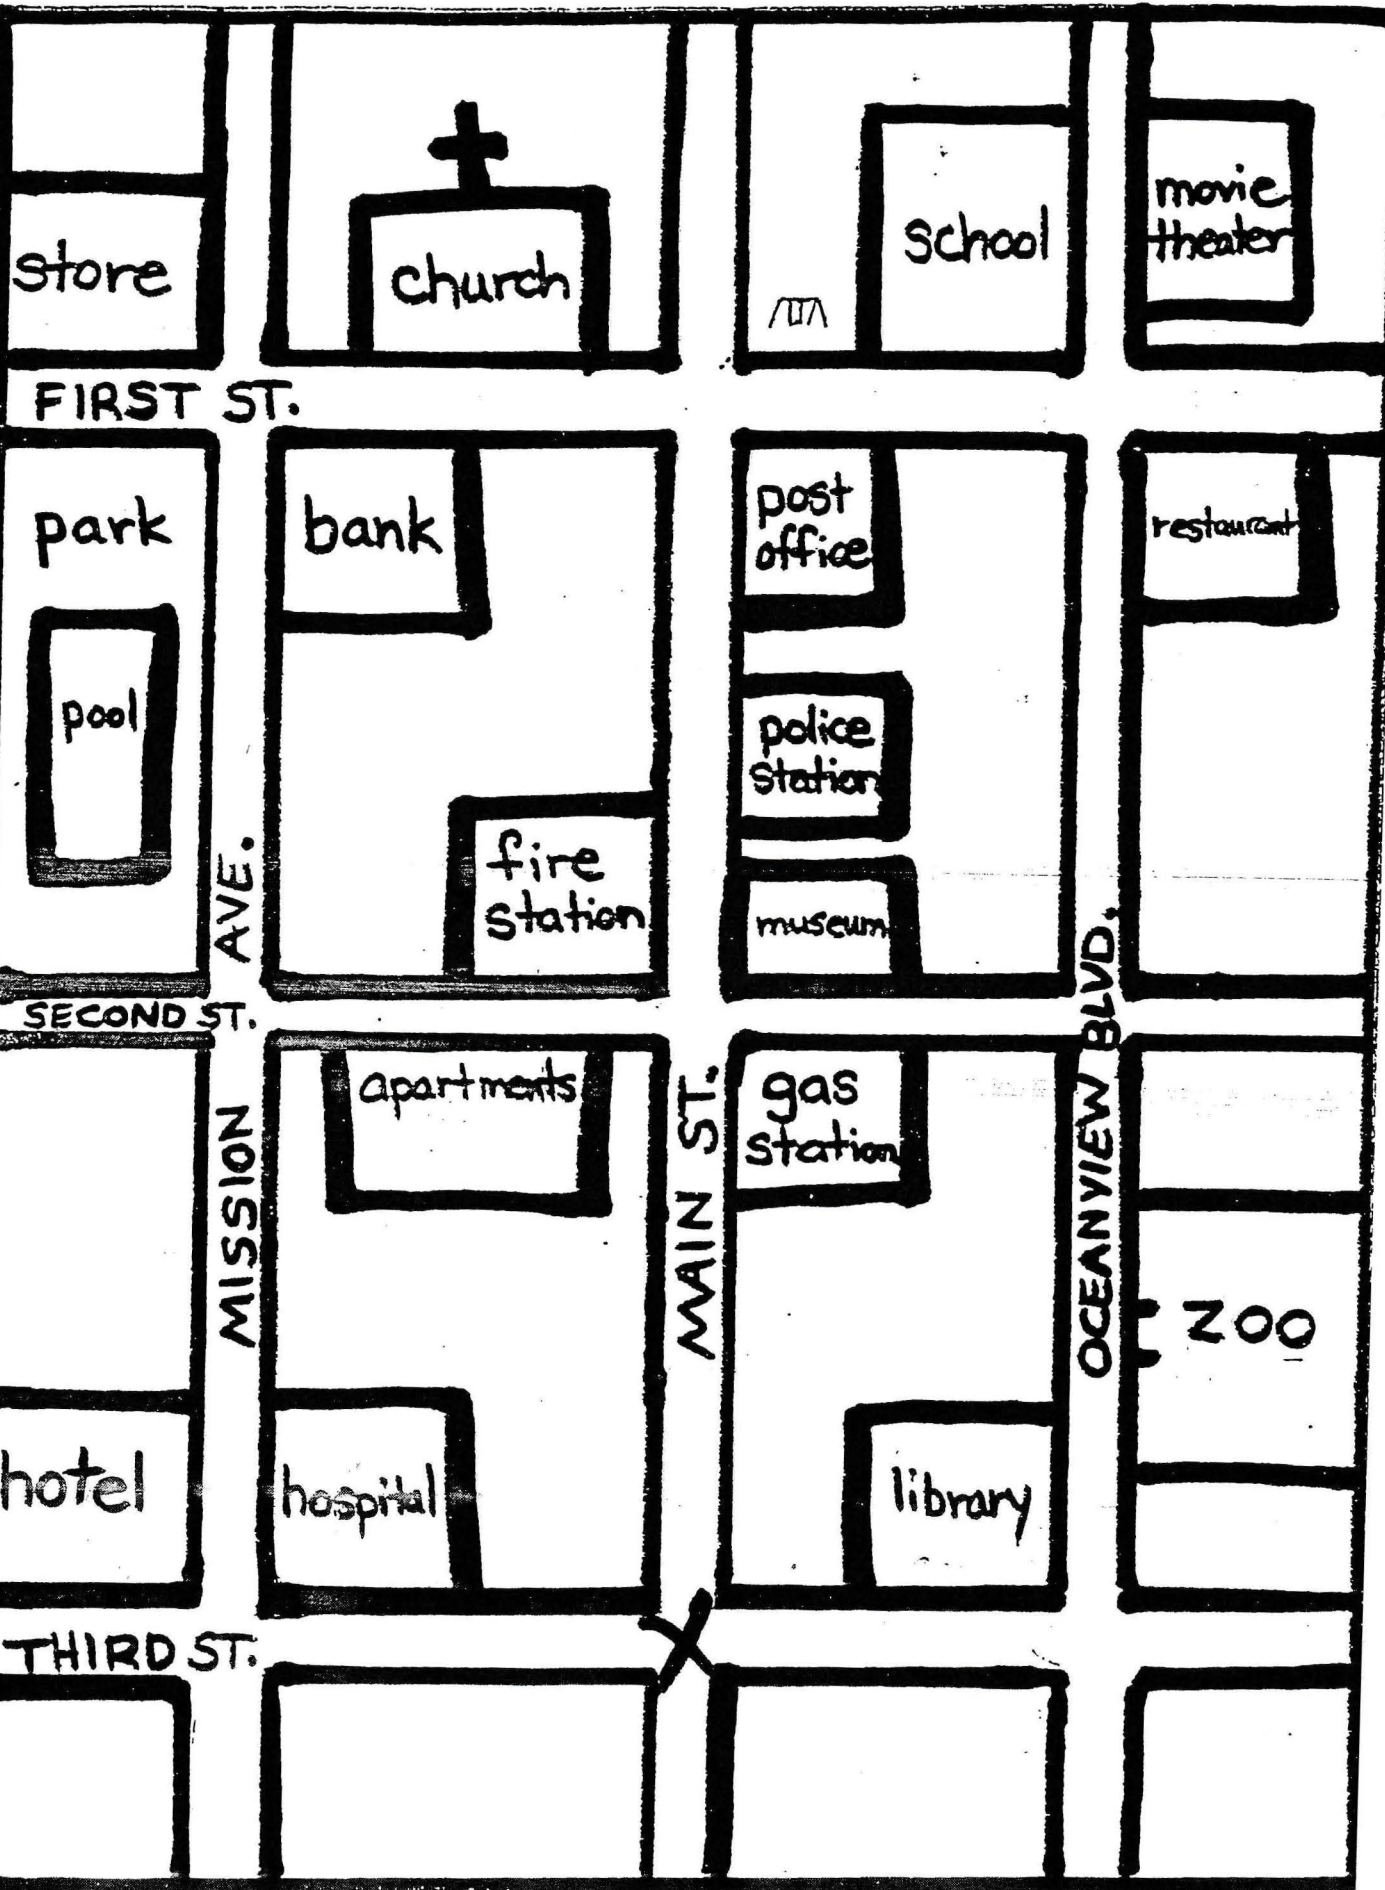 store
church
school
movie
theater
FIRST ST.
park
bank
post
office
restaurant
pool
police
station
fire
station
museum
MISSION AVE.
SECOND ST.
apartments
gas
station
MAIN ST.
OCEANVIEW BLVD.
ZOO
hotel
hospital
library
THIRD ST.
X